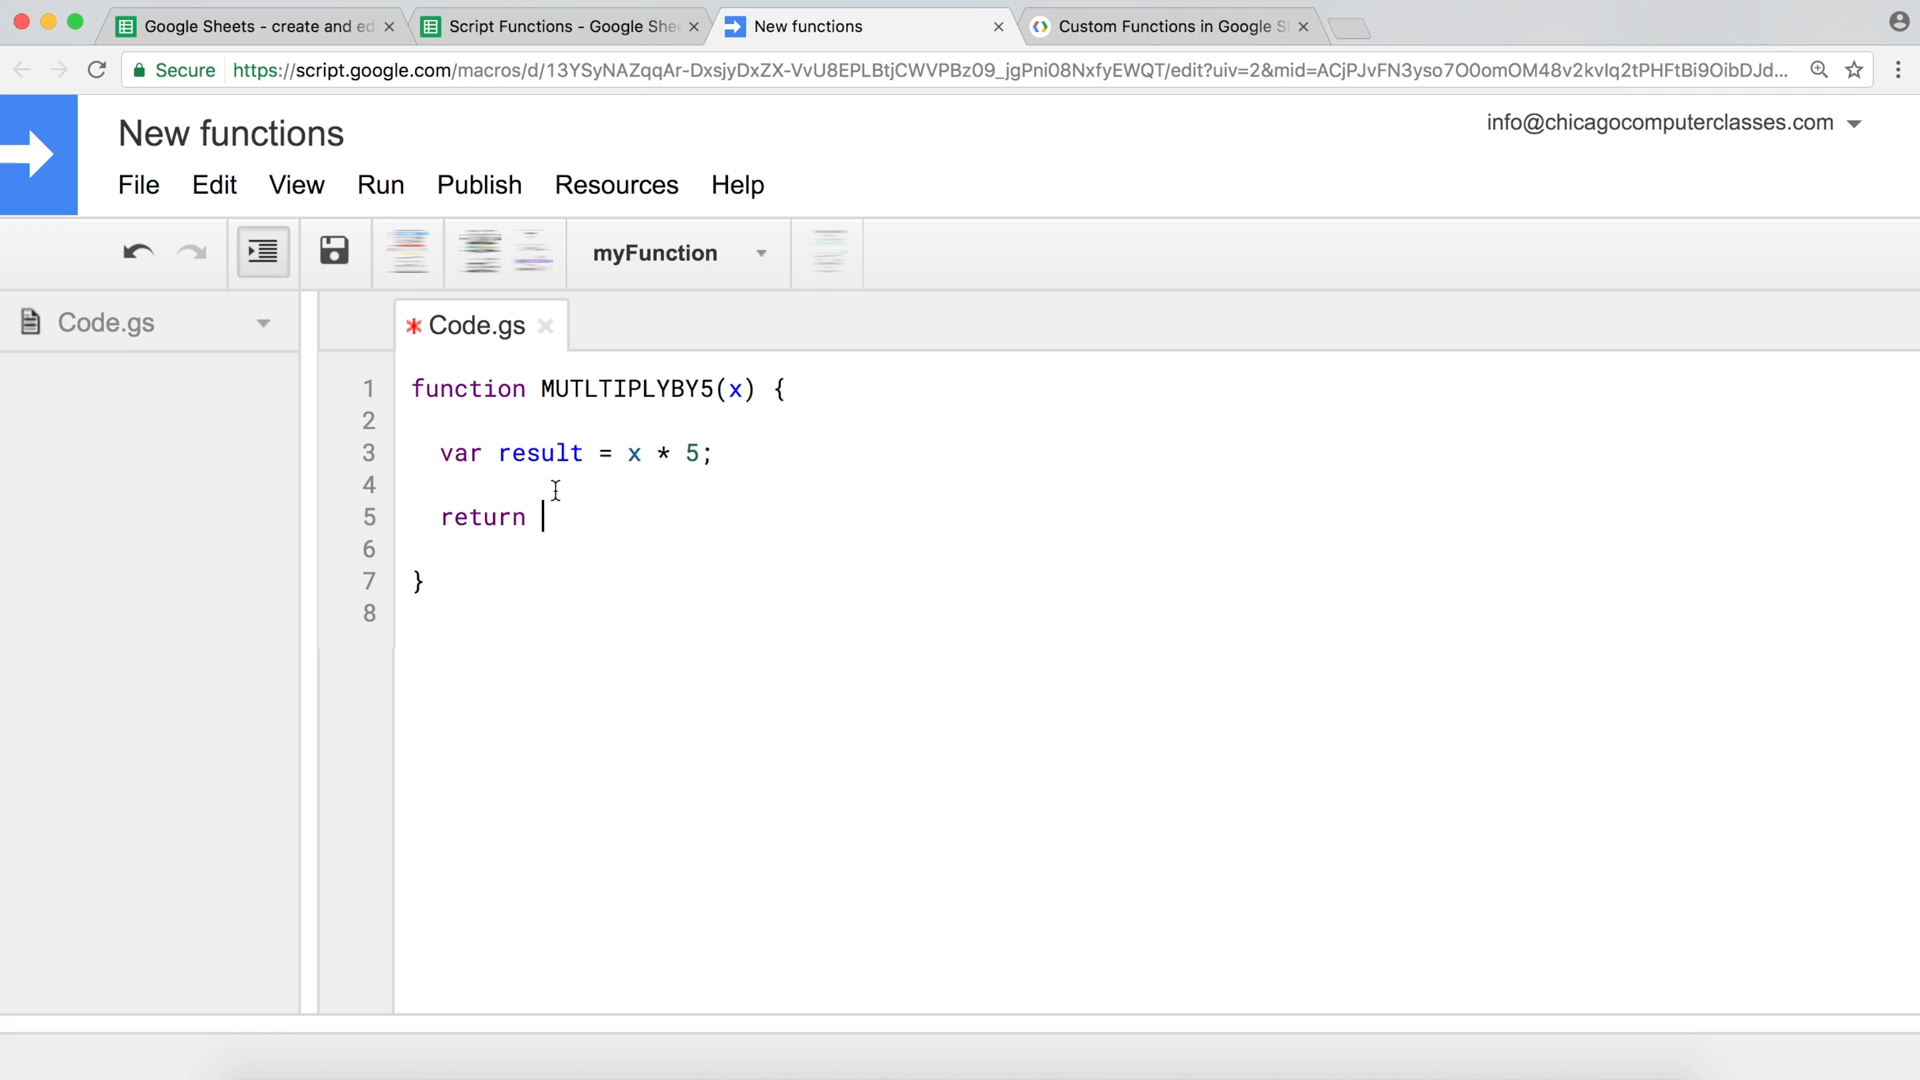 Google Sheets - create and ed
Script Functions - Google Shee
New functions
Custom Functions in Google S
Secure
https://script.google.com/macros/d/13YSyNAZqqAr-DxsjyDxZX-VvU8EPLBtjCWVPBz09_jgPni08NxfyEWQT/edit?uiv=2&mid=ACjPJvFN3yso7O0omOM48v2kvIq2tPHFtBi9OibDJd...
New functions
info@chicagocomputerclasses.com
File Edit View Run Publish Resources Help
myFunction
Code.gs
* Code.gs
1 function MUTLTIPLYBY5(x) {
2
3 var result = x * 5;
4
5 return
6
7 }
8